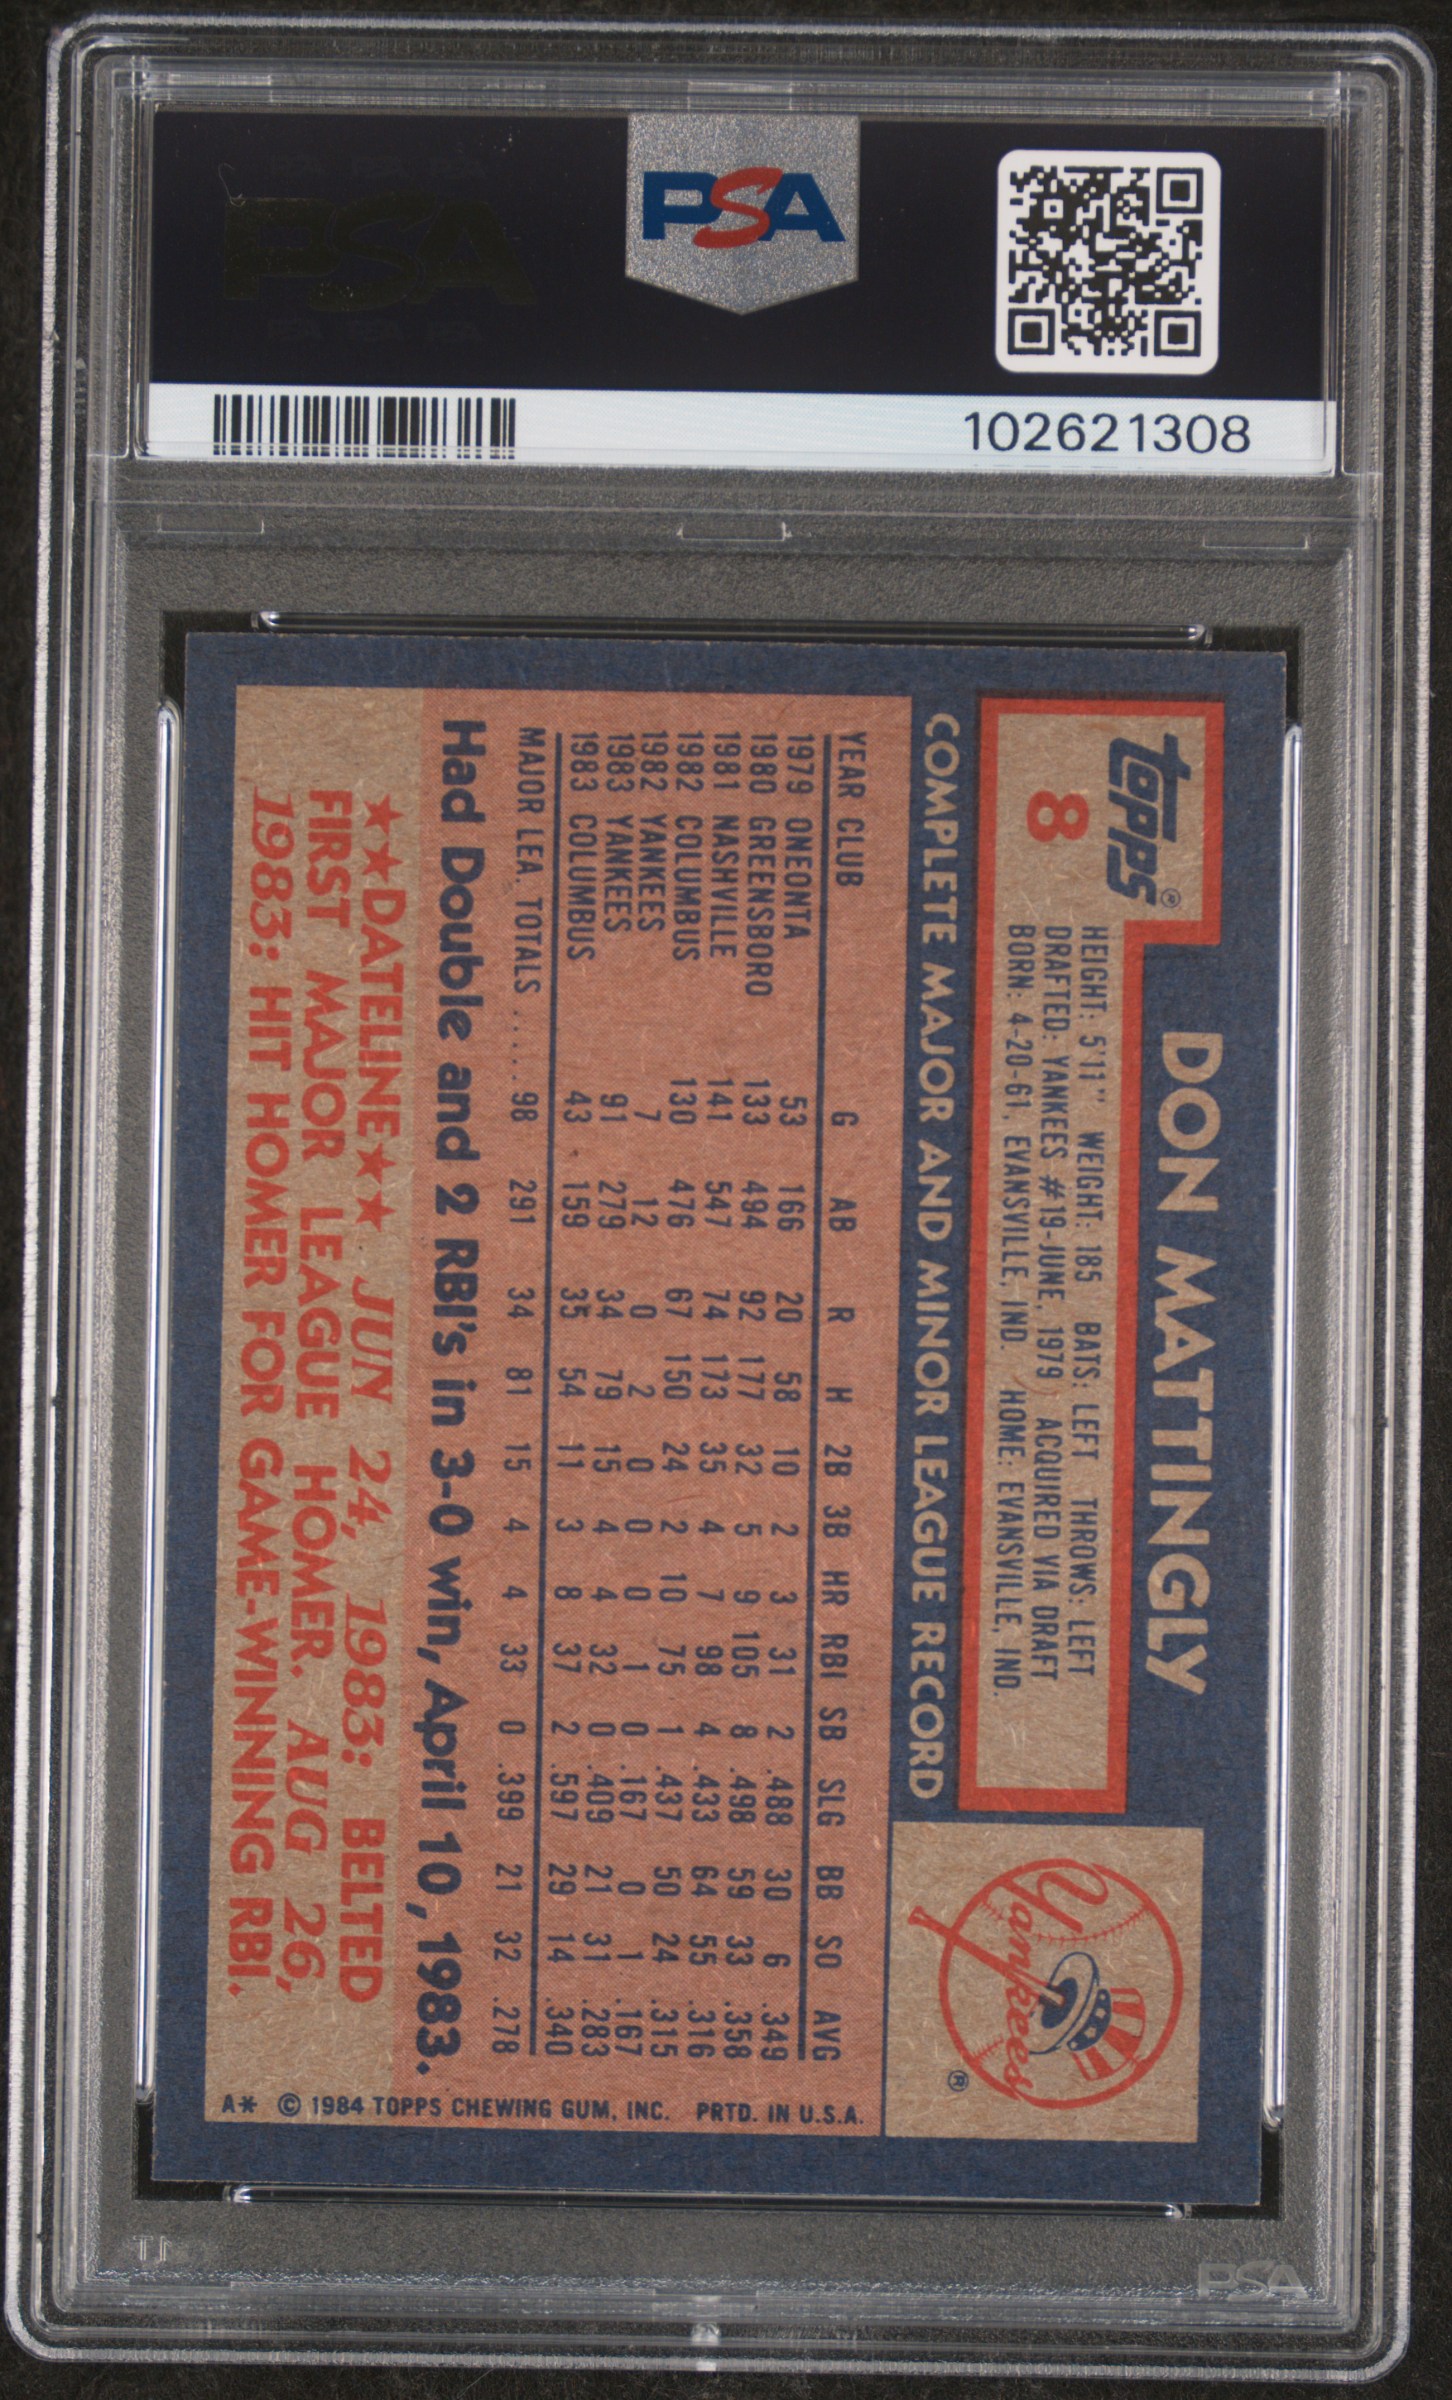 PSA
PSA
102621308
topps®
8
DON MATTINGLY
HEIGHT: 5'11" WEIGHT: 185 BATS: LEFT THROWS: LEFT
DRAFTED: YANKEES #19-JUNE, 1979 ACQUIRED VIA DRAFT
BORN: 4-20-61, EVANSVILLE, IND. HOME: EVANSVILLE, IND.
Yankees ®
COMPLETE MAJOR AND MINOR LEAGUE RECORD
YEAR CLUB G AB R H 2B 3B HR RBI SB SLG BB SO AVG
1979 ONEONTA 53 166 20 58 10 2 3 31 2 .488 30 6 .349
1980 GREENSBORO 133 494 92 177 32 5 9 105 8 .498 59 33 .358
1981 NASHVILLE 141 547 74 173 35 4 7 98 4 .433 64 55 .316
1982 COLUMBUS 130 476 67 150 24 2 10 75 1 .437 50 24 .315
1982 YANKEES 7 12 0 2 0 0 0 1 0 .167 0 1 .167
1983 YANKEES 91 279 34 79 15 4 4 32 0 .409 21 31 .283
1983 COLUMBUS 43 159 35 54 11 3 8 37 2 .597 29 14 .340
MAJOR LEA. TOTALS ..... 98 291 34 81 15 4 4 33 0 .399 21 32 .278
Had Double and 2 RBI's in 3-0 win, April 10, 1983.
★★DATELINE★★ JUN 24, 1983: BELTED
FIRST MAJOR LEAGUE HOMER. AUG 26,
1983: HIT HOMER FOR GAME-WINNING RBI.
A* © 1984 TOPPS CHEWING GUM, INC. PRTD. IN U.S.A.
PSA